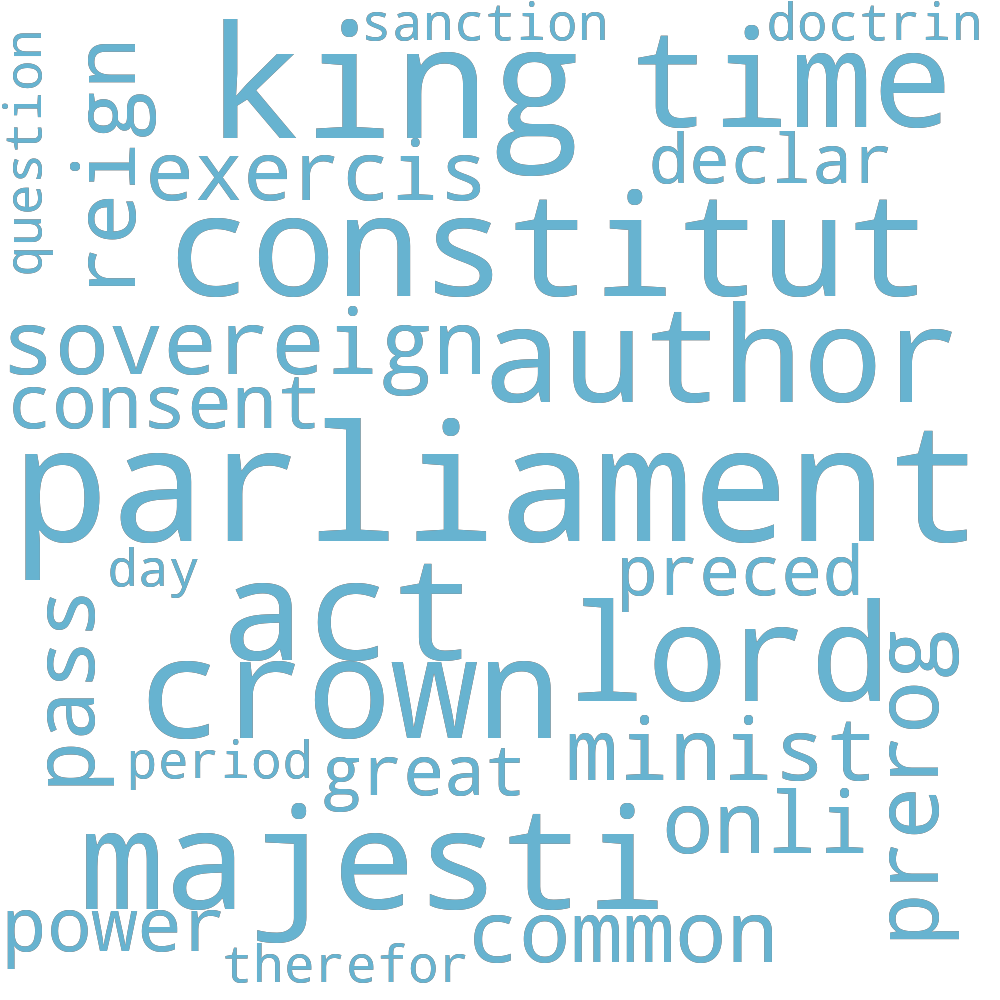 sanction
doctrin
king
time
question
reign
exercis
declar
constitut
sovereign
author
consent
parliament
day
preced
act
lord
pass
crown
prerog
minist
period
great
onli
majesti
power
common
therefor